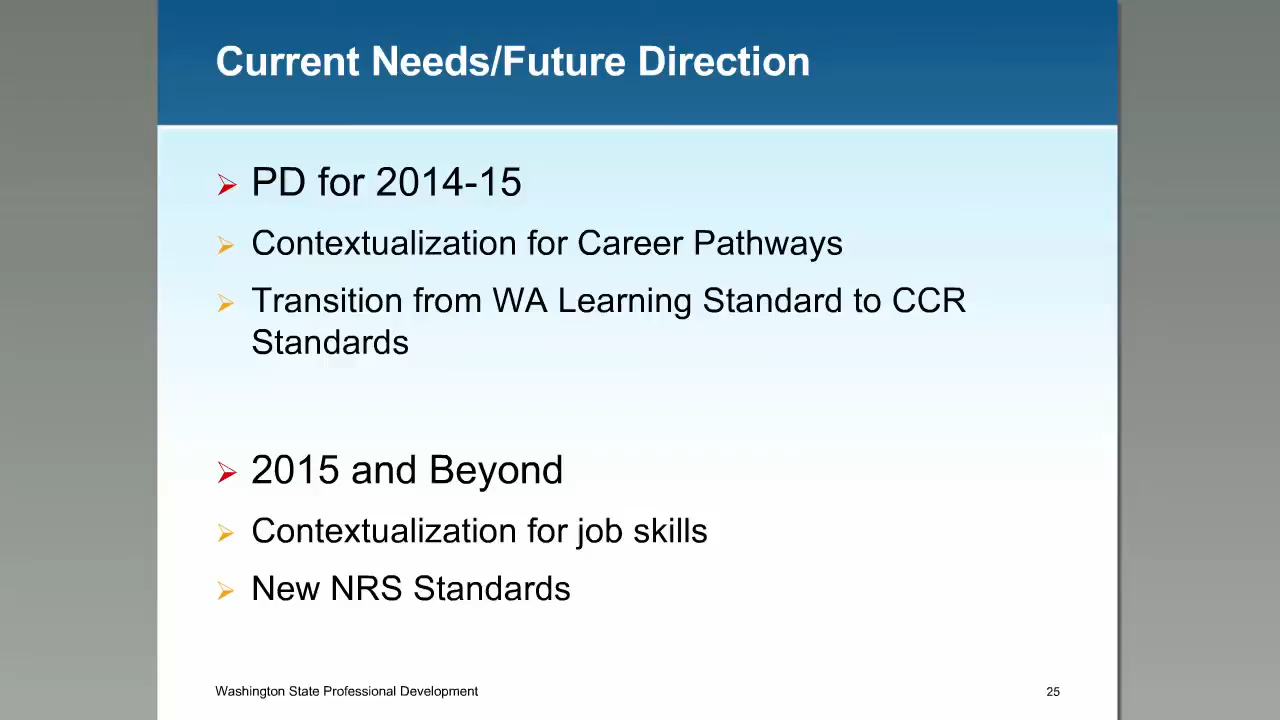 Current Needs/Future Direction
PD for 2014-15
Contextualization for Career Pathways
Transition from WA Learning Standard to CCR
Standards
2015 and Beyond
Contextualization for job skills
New NRS Standards
Washington State Professional Development
25